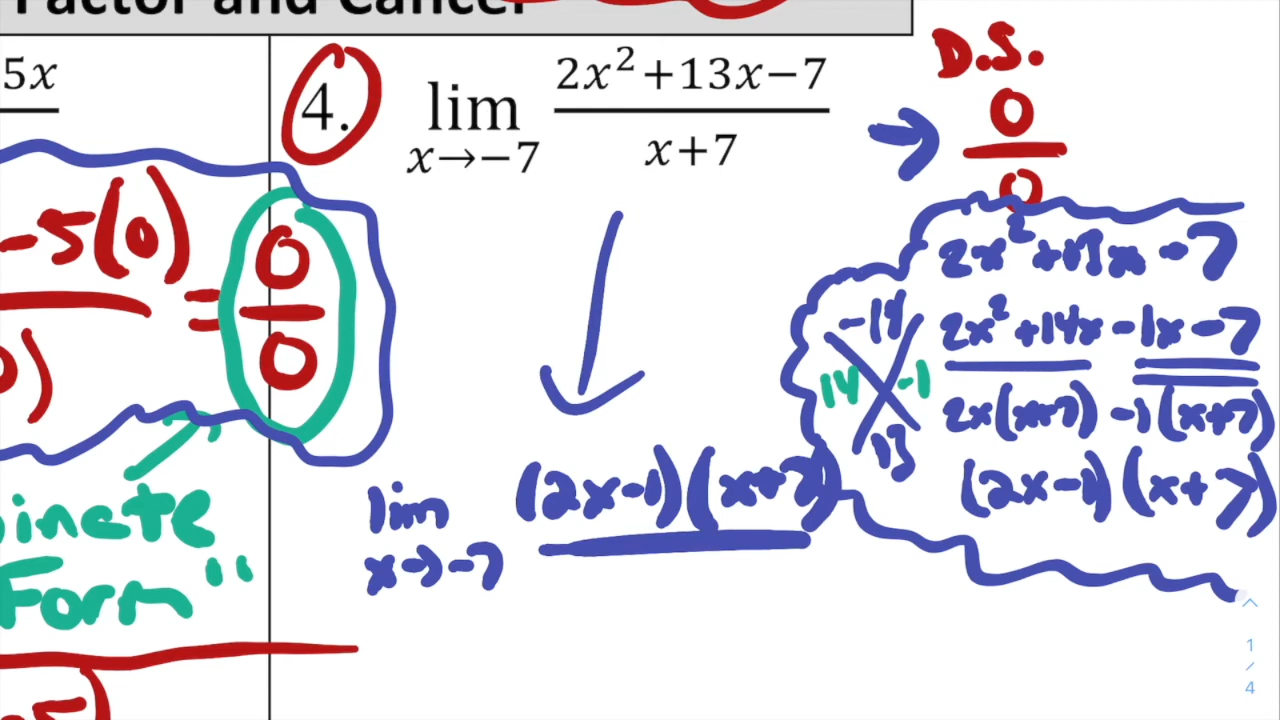 Factor and Cancel
5x
4. lim x→−7 2x²+13x−7 / x+7
D.S.
0/0
-5(0)
0)
= 0/0
2x²+13x-7
-14
14 -1
13
2x²+14x-1x-7
2x(x+7) -1(x+7)
(2x-1)(x+7)
lim x→-7 (2x-1)(x+7)
inate
Form"
1
/
4